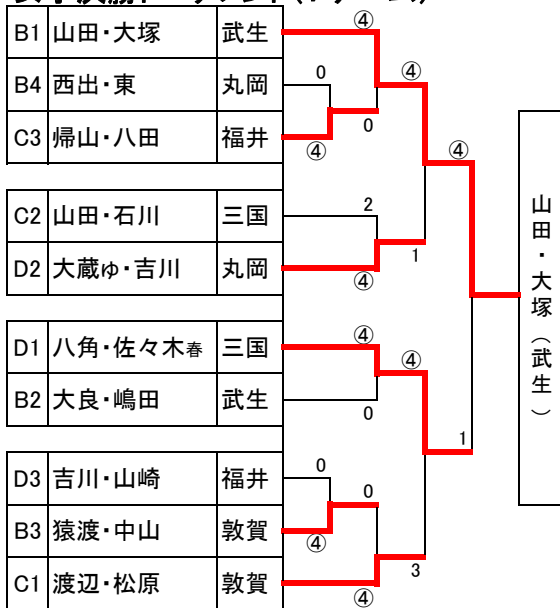 B1 山田・大塚 武生
B4 西出・東 丸岡
C3 帰山・八田 福井
C2 山田・石川 三国
D2 大蔵ゆ・吉川 丸岡
D1 八角・佐々木春 三国
B2 大良・嶋田 武生
D3 吉川・山崎 福井
B3 猿渡・中山 敦賀
C1 渡辺・松原 敦賀
④
0
④
0
④
④
2
④
1
④
0
④
0
④
0
④
3
1
④
山田・大塚（武生）